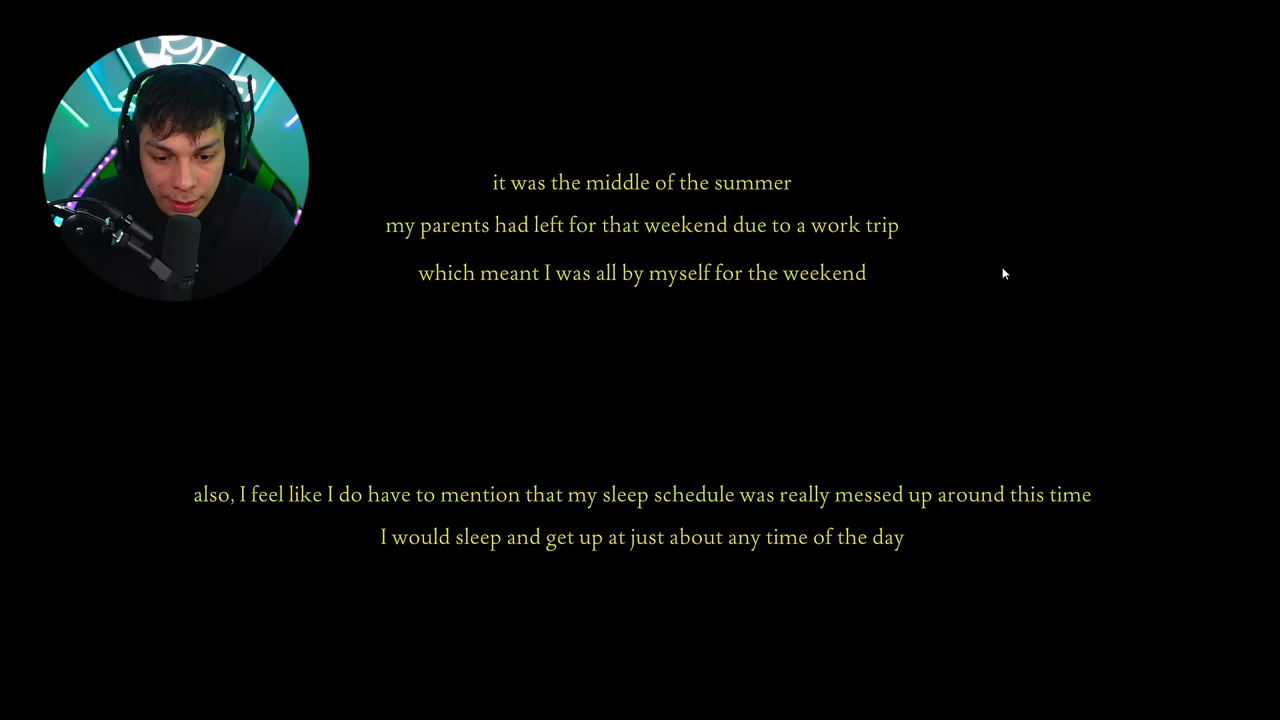 it was the middle of the summer
my parents had left for that weekend due to a work trip
which meant I was all by myself for the weekend
also, I feel like I do have to mention that my sleep schedule was really messed up around this time
I would sleep and get up at just about any time of the day